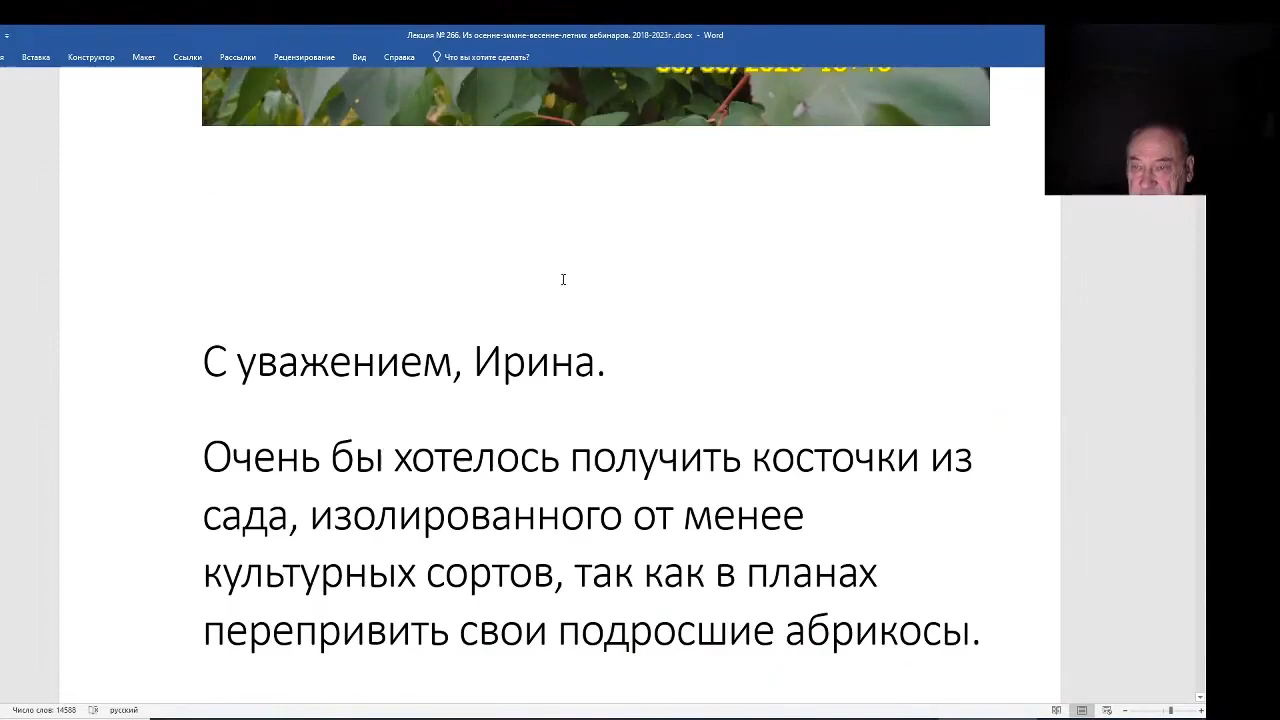 Лекция № 266. Из осенне-зимне-весенне-летних вебинаров. 2018-2023г..docx - Word
Вставка Конструктор Макет Ссылки Рассылки Рецензирование Вид Справка Что вы хотите сделать?
С уважением, Ирина.
Очень бы хотелось получить косточки из
сада, изолированного от менее
культурных сортов, так как в планах
перепривить свои подросшие абрикосы.
Число слов: 14588 русский